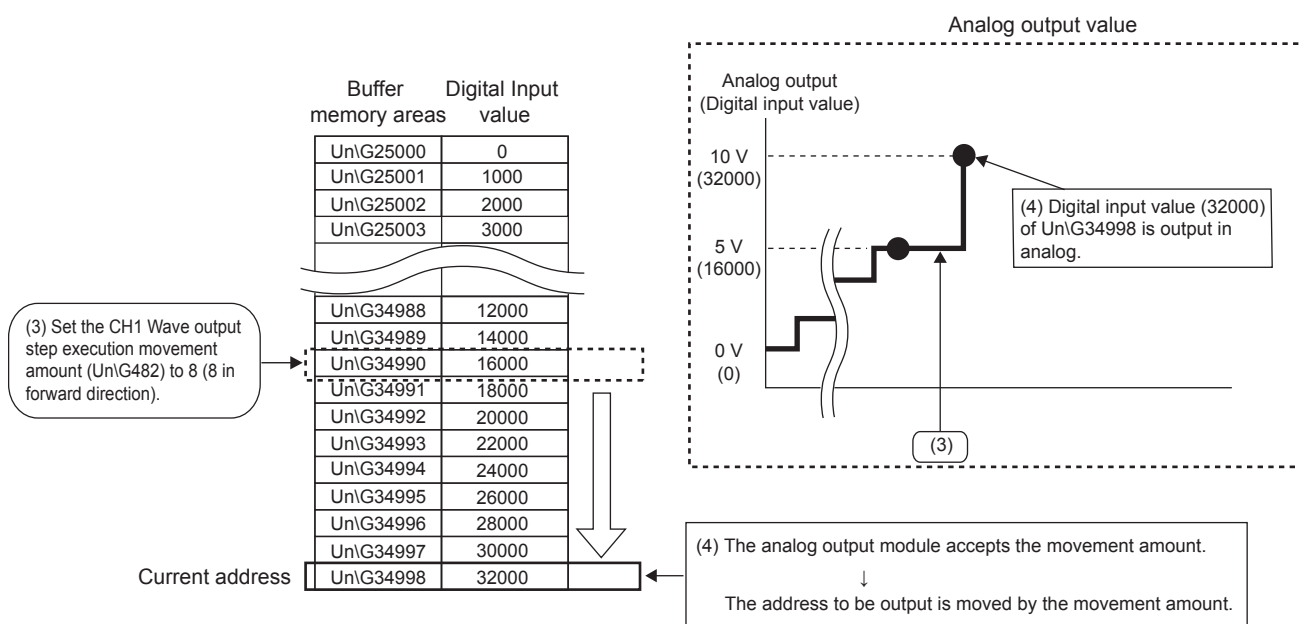 Analog output value
Buffer
memory areas
Digital Input
value
Un\G25000 0
Un\G25001 1000
Un\G25002 2000
Un\G25003 3000
Un\G34988 12000
Un\G34989 14000
Un\G34990 16000
Un\G34991 18000
Un\G34992 20000
Un\G34993 22000
Un\G34994 24000
Un\G34995 26000
Un\G34996 28000
Un\G34997 30000
Current address Un\G34998 32000
(3) Set the CH1 Wave output
step execution movement
amount (Un\G482) to 8 (8 in
forward direction).
Analog output
(Digital input value)
10 V
(32000)
5 V
(16000)
0 V
(0)
(4) Digital input value (32000)
of Un\G34998 is output in
analog.
(3)
(4) The analog output module accepts the movement amount.
↓
The address to be output is moved by the movement amount.